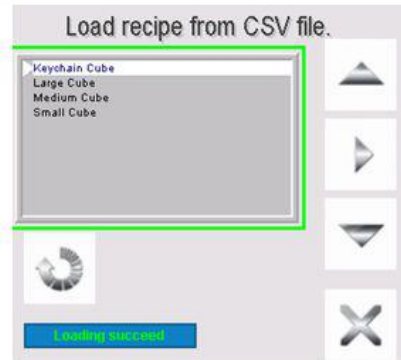 Load recipe from CSV file.
Keychain Cube
Large Cube
Medium Cube
Small Cube
Loading succeed